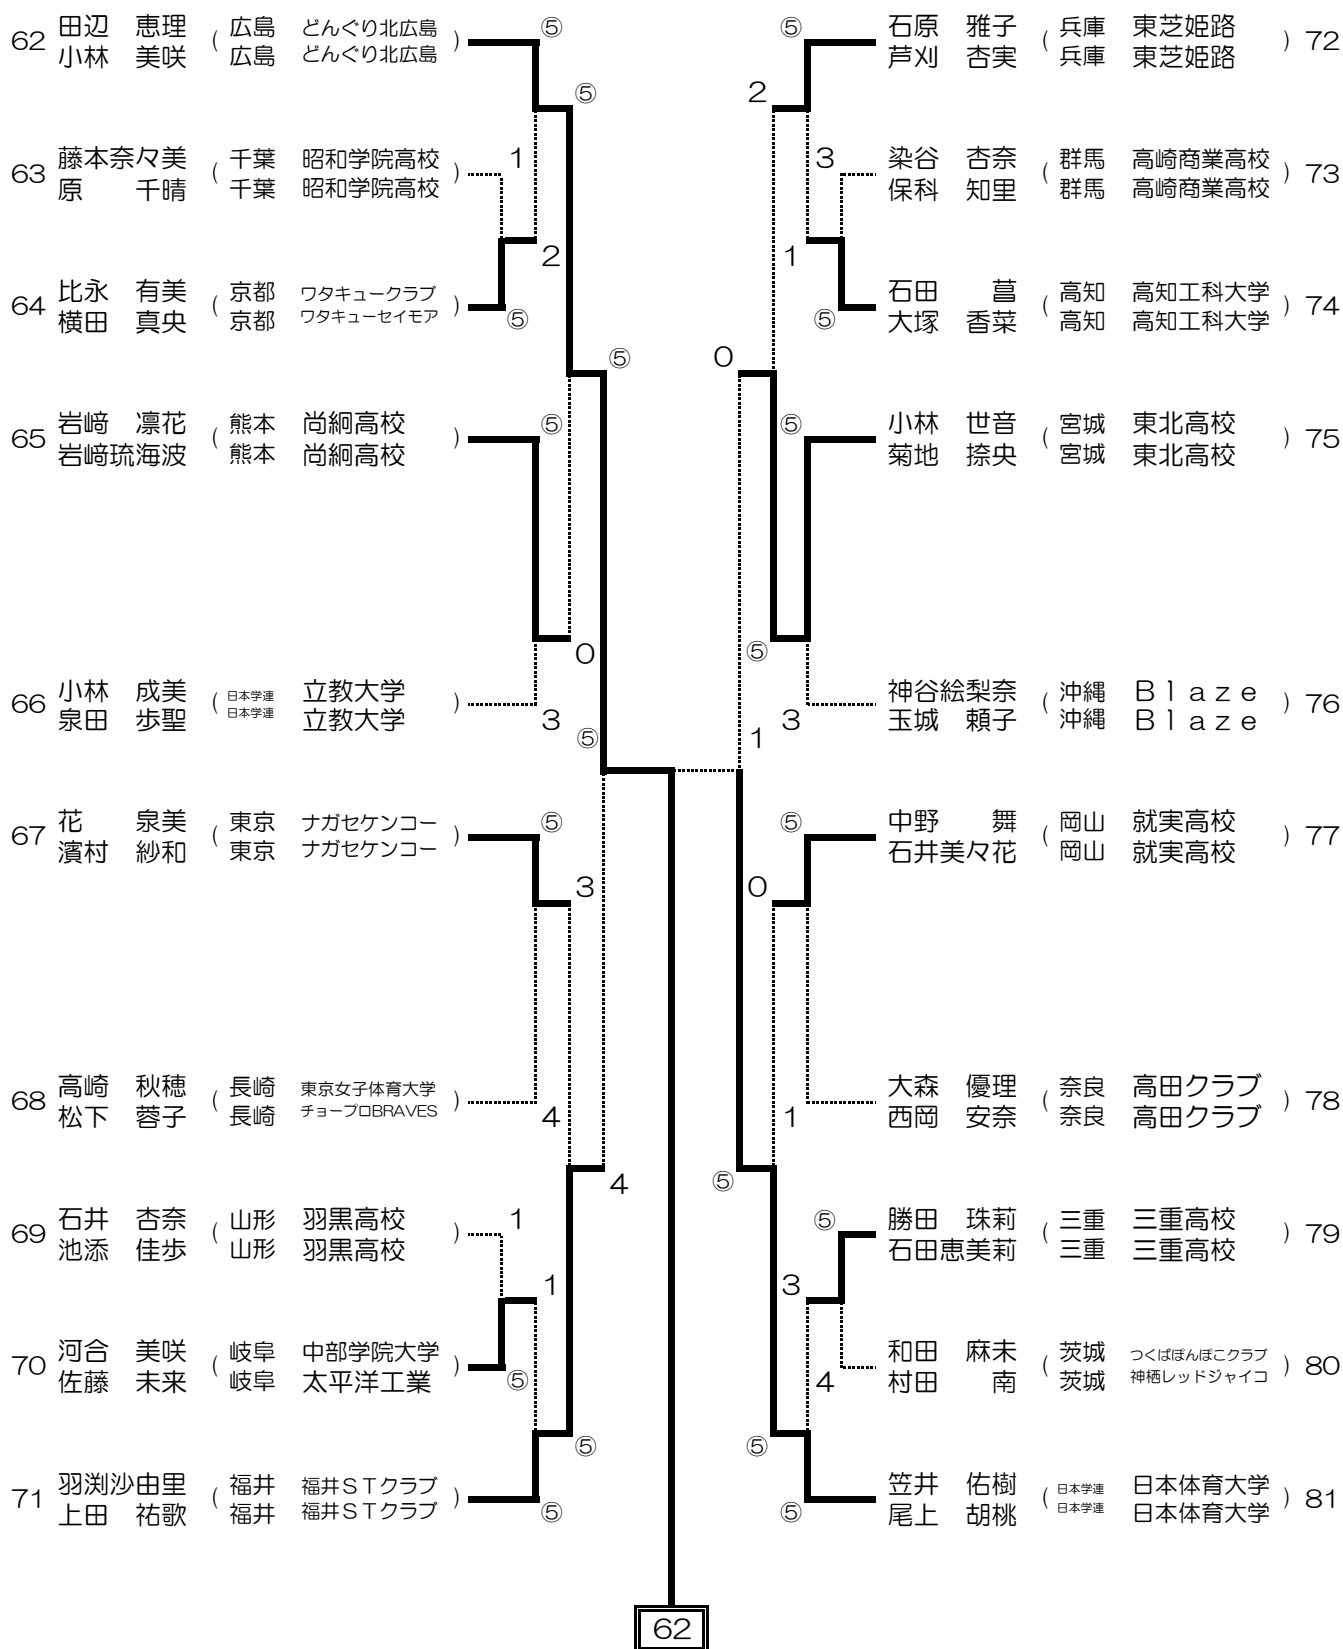 62 田辺 恵理 ( 広島 どんぐり北広島 )
小林 美咲 広島 どんぐり北広島
⑤
⑤
63 藤本奈々美 ( 千葉 昭和学院高校 )
原 千晴 千葉 昭和学院高校
1
2
64 比永 有美 ( 京都 ワタキュークラブ )
横田 真央 京都 ワタキューセイモア
⑤
⑤
65 岩﨑 凛花 ( 熊本 尚絅高校 )
岩﨑琉海波 熊本 尚絅高校
⑤
0
66 小林 成美 ( 日本学連 立教大学 )
泉田 歩聖 日本学連 立教大学
3
⑤
67 花 泉美 ( 東京 ナガセケンコー )
濱村 紗和 東京 ナガセケンコー
⑤
3
68 高崎 秋穂 ( 長崎 東京女子体育大学 )
松下 蓉子 長崎 チョープロBRAVES
4
4
69 石井 杏奈 ( 山形 羽黒高校 )
池添 佳歩 山形 羽黒高校
1
1
70 河合 美咲 ( 岐阜 中部学院大学 )
佐藤 未来 岐阜 太平洋工業
⑤
⑤
71 羽渕沙由里 ( 福井 福井STクラブ )
上田 祐歌 福井 福井STクラブ
⑤
⑤
石原 雅子 ( 兵庫 東芝姫路 ) 72
芦刈 杏実 兵庫 東芝姫路
2
3
染谷 杏奈 ( 群馬 高崎商業高校 ) 73
保科 知里 群馬 高崎商業高校
1
⑤
石田 菖 ( 高知 高知工科大学 ) 74
大塚 香菜 高知 高知工科大学
0
⑤
小林 世音 ( 宮城 東北高校 ) 75
菊地 捺央 宮城 東北高校
⑤
3
神谷絵梨奈 ( 沖縄 Blaze ) 76
玉城 頼子 沖縄 Blaze
1
⑤
中野 舞 ( 岡山 就実高校 ) 77
石井美々花 岡山 就実高校
0
1
大森 優理 ( 奈良 高田クラブ ) 78
西岡 安奈 奈良 高田クラブ
⑤
⑤
勝田 珠莉 ( 三重 三重高校 ) 79
石田恵美莉 三重 三重高校
3
4
和田 麻未 ( 茨城 つくばぽんぽこクラブ ) 80
村田 南 茨城 神栖レッドジャイコ
⑤
⑤
笠井 佑樹 ( 日本学連 日本体育大学 ) 81
尾上 胡桃 日本学連 日本体育大学
62